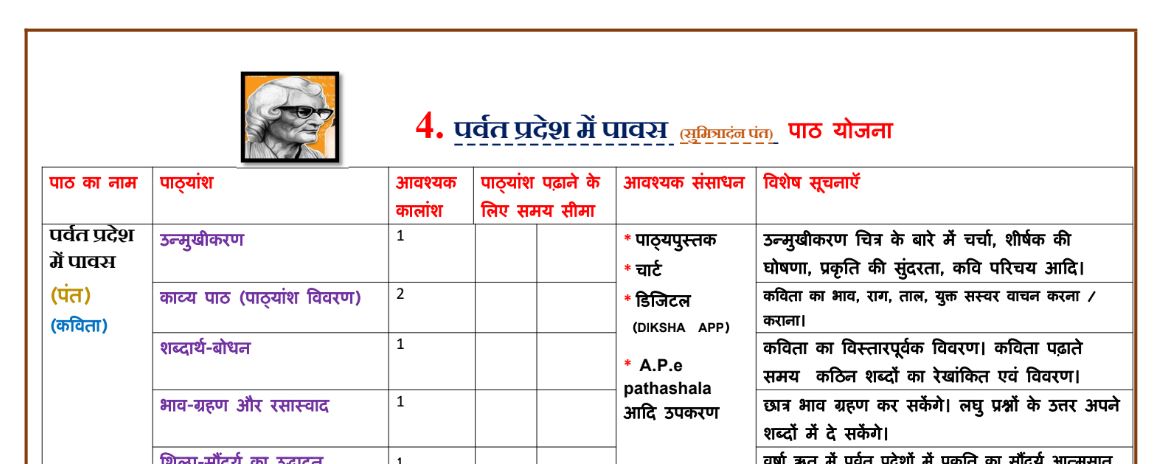 4. पर्वत प्रदेश में पावस (सुमित्रादंन पंत) पाठ योजना
पाठ का नाम
पाठ्यांश
आवश्यक
कालांश
पाठ्यांश पढ़ाने के
लिए समय सीमा
आवश्यक संसाधन
विशेष सूचनाएँ
पर्वत प्रदेश
में पावस
(पंत)
(कविता)
उन्मुखीकरण
1
* पाठ्यपुस्तक
* चार्ट
* डिजिटल
(DIKSHA APP)
* A.P.e
pathashala
आदि उपकरण
उन्मुखीकरण चित्र के बारे में चर्चा, शीर्षक की
घोषणा, प्रकृति की सुंदरता, कवि परिचय आदि।
काव्य पाठ (पाठ्यांश विवरण)
2
कविता का भाव, राग, ताल, युक्त सस्वर वाचन करना /
कराना।
शब्दार्थ-बोधन
1
कविता का विस्तारपूर्वक विवरण। कविता पढ़ाते
समय कठिन शब्दों का रेखांकित एवं विवरण।
भाव-ग्रहण और रसास्वाद
1
छात्र भाव ग्रहण कर सकेंगे। लघु प्रश्नों के उत्तर अपने
शब्दों में दे सकेंगे।
1
वर्षा ऋतु में पर्वत प्रदेशों में प्रकृति का सौंदर्य आत्मसात